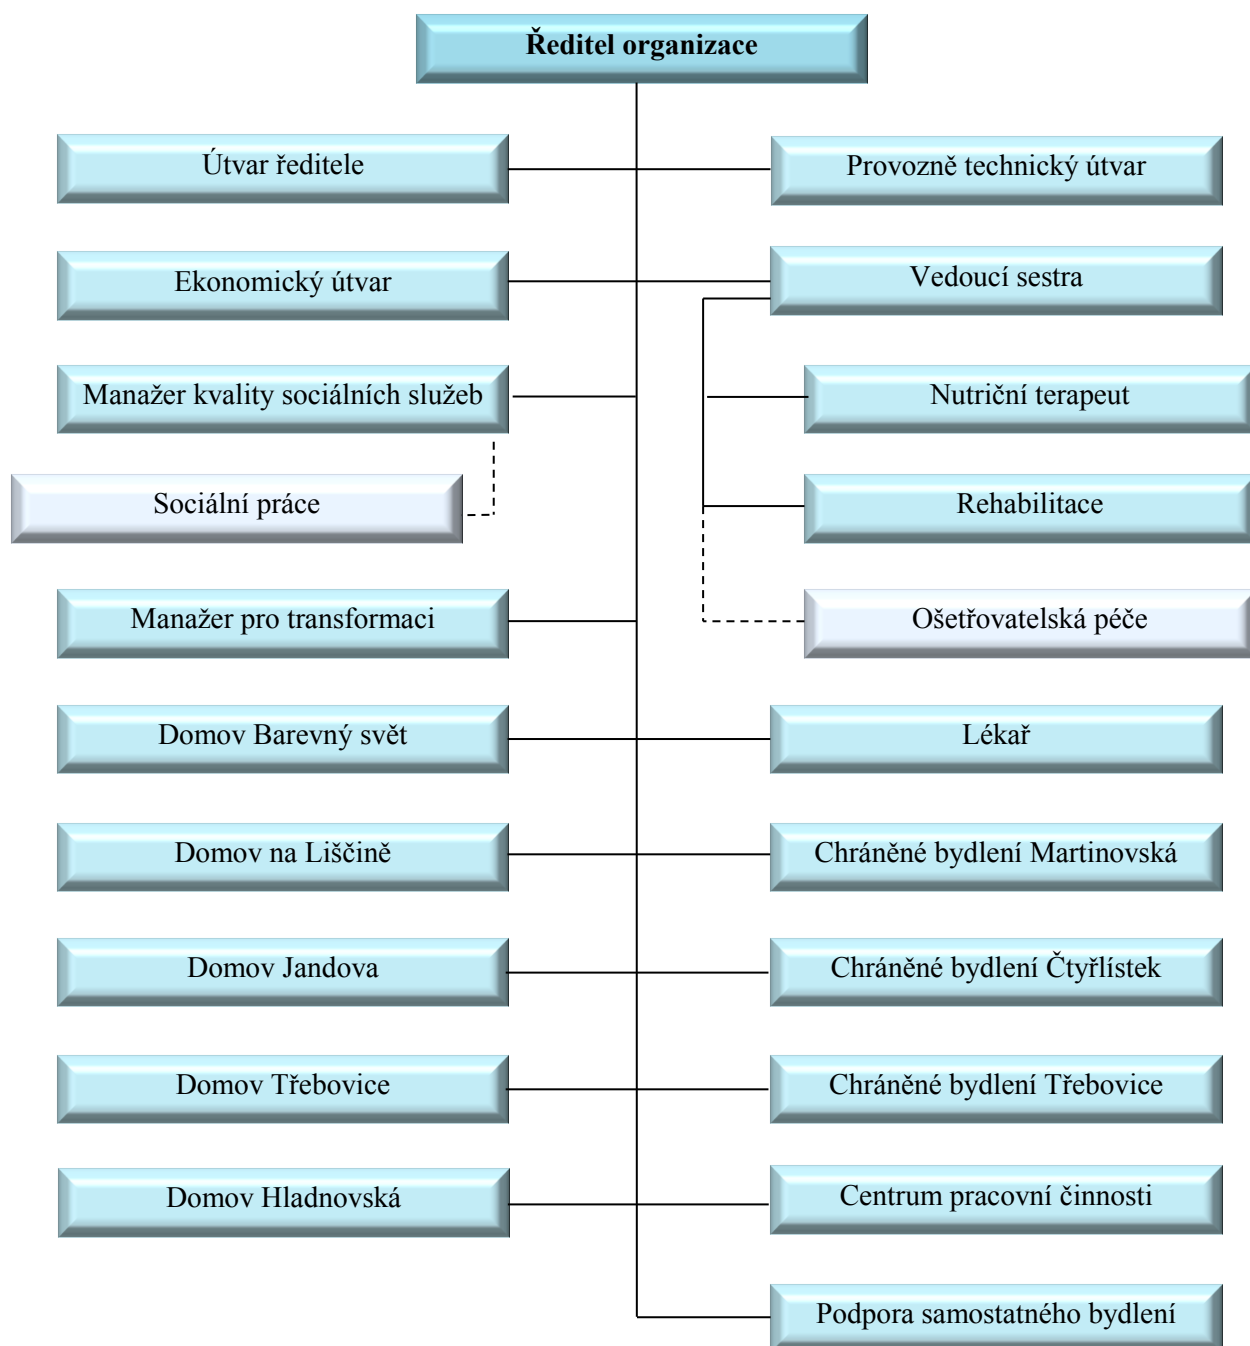 Ředitel organizace
Útvar ředitele
Provozně technický útvar
Ekonomický útvar
Vedoucí sestra
Manažer kvality sociálních služeb
Nutriční terapeut
Sociální práce
Rehabilitace
Manažer pro transformaci
Ošetřovatelská péče
Domov Barevný svět
Lékař
Domov na Liščině
Chráněné bydlení Martinovská
Domov Jandova
Chráněné bydlení Čtyřlístek
Domov Třebovice
Chráněné bydlení Třebovice
Domov Hladnovská
Centrum pracovní činnosti
Podpora samostatného bydlení